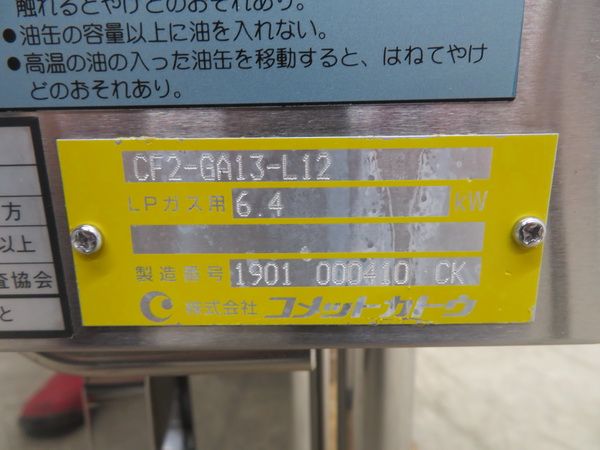 触れるとやけどのおそれあり。
●油缶の容量以上に油を入れない。
●高温の油の入った油缶を移動すると、はねてやけ
どのおそれあり。
方
以上
査協会
と
CF2-GA13-L12
LPガス用 6.4 kW
製造番号 1901 000410 CK
株式会社 コメットカトウ